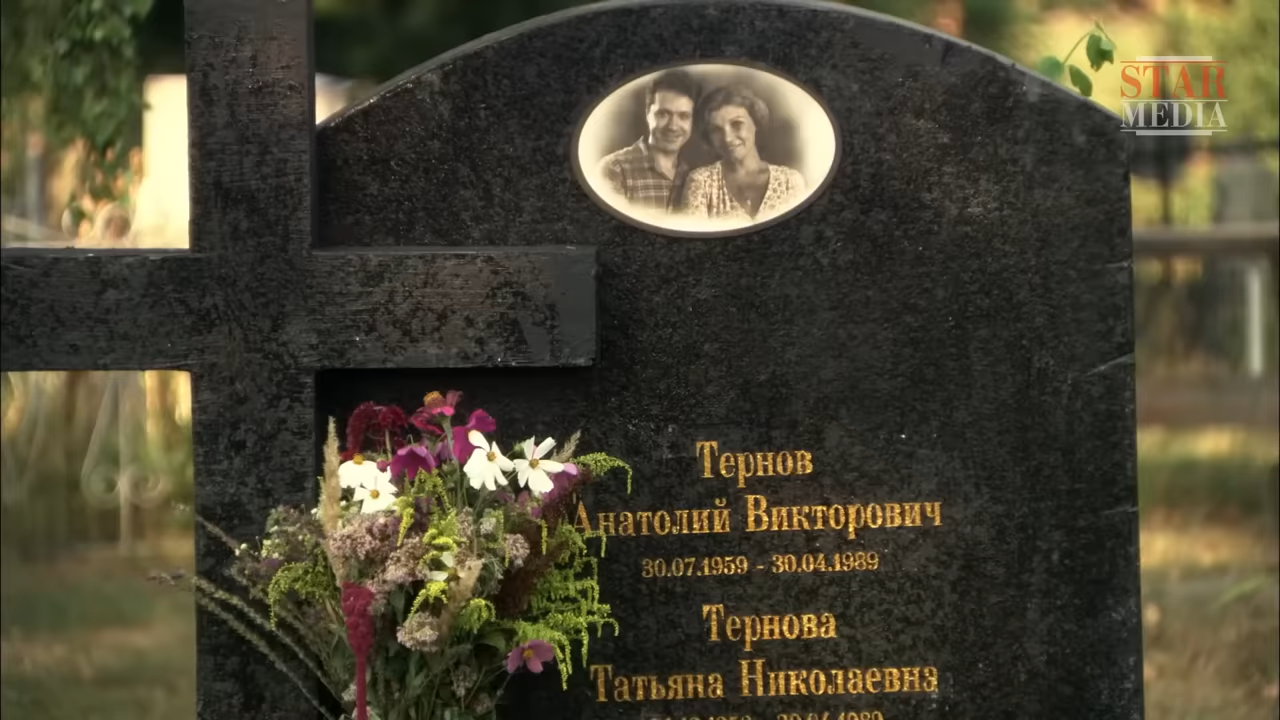 STAR
MEDIA
Тернов
Анатолий Викторович
30.07.1959 - 30.04.1989
Тернова
Татьяна Николаевна